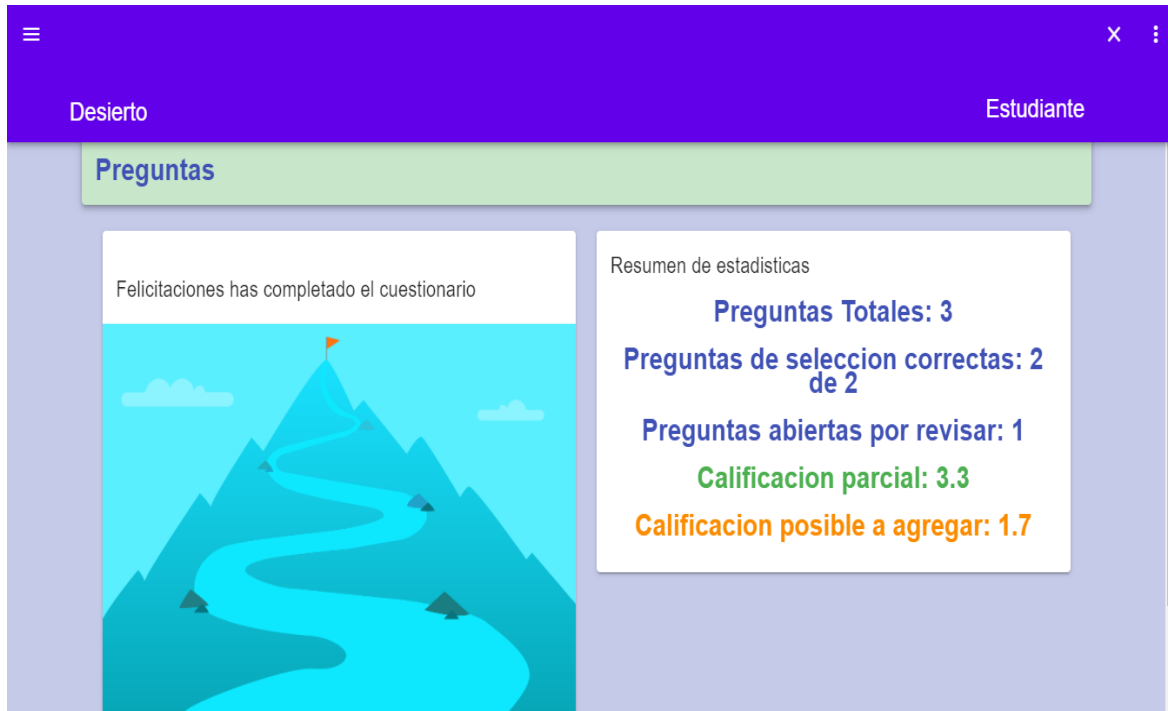 Desierto
Estudiante
Preguntas
Felicitaciones has completado el cuestionario
Resumen de estadisticas
Preguntas Totales: 3
Preguntas de seleccion correctas: 2
de 2
Preguntas abiertas por revisar: 1
Calificacion parcial: 3.3
Calificacion posible a agregar: 1.7